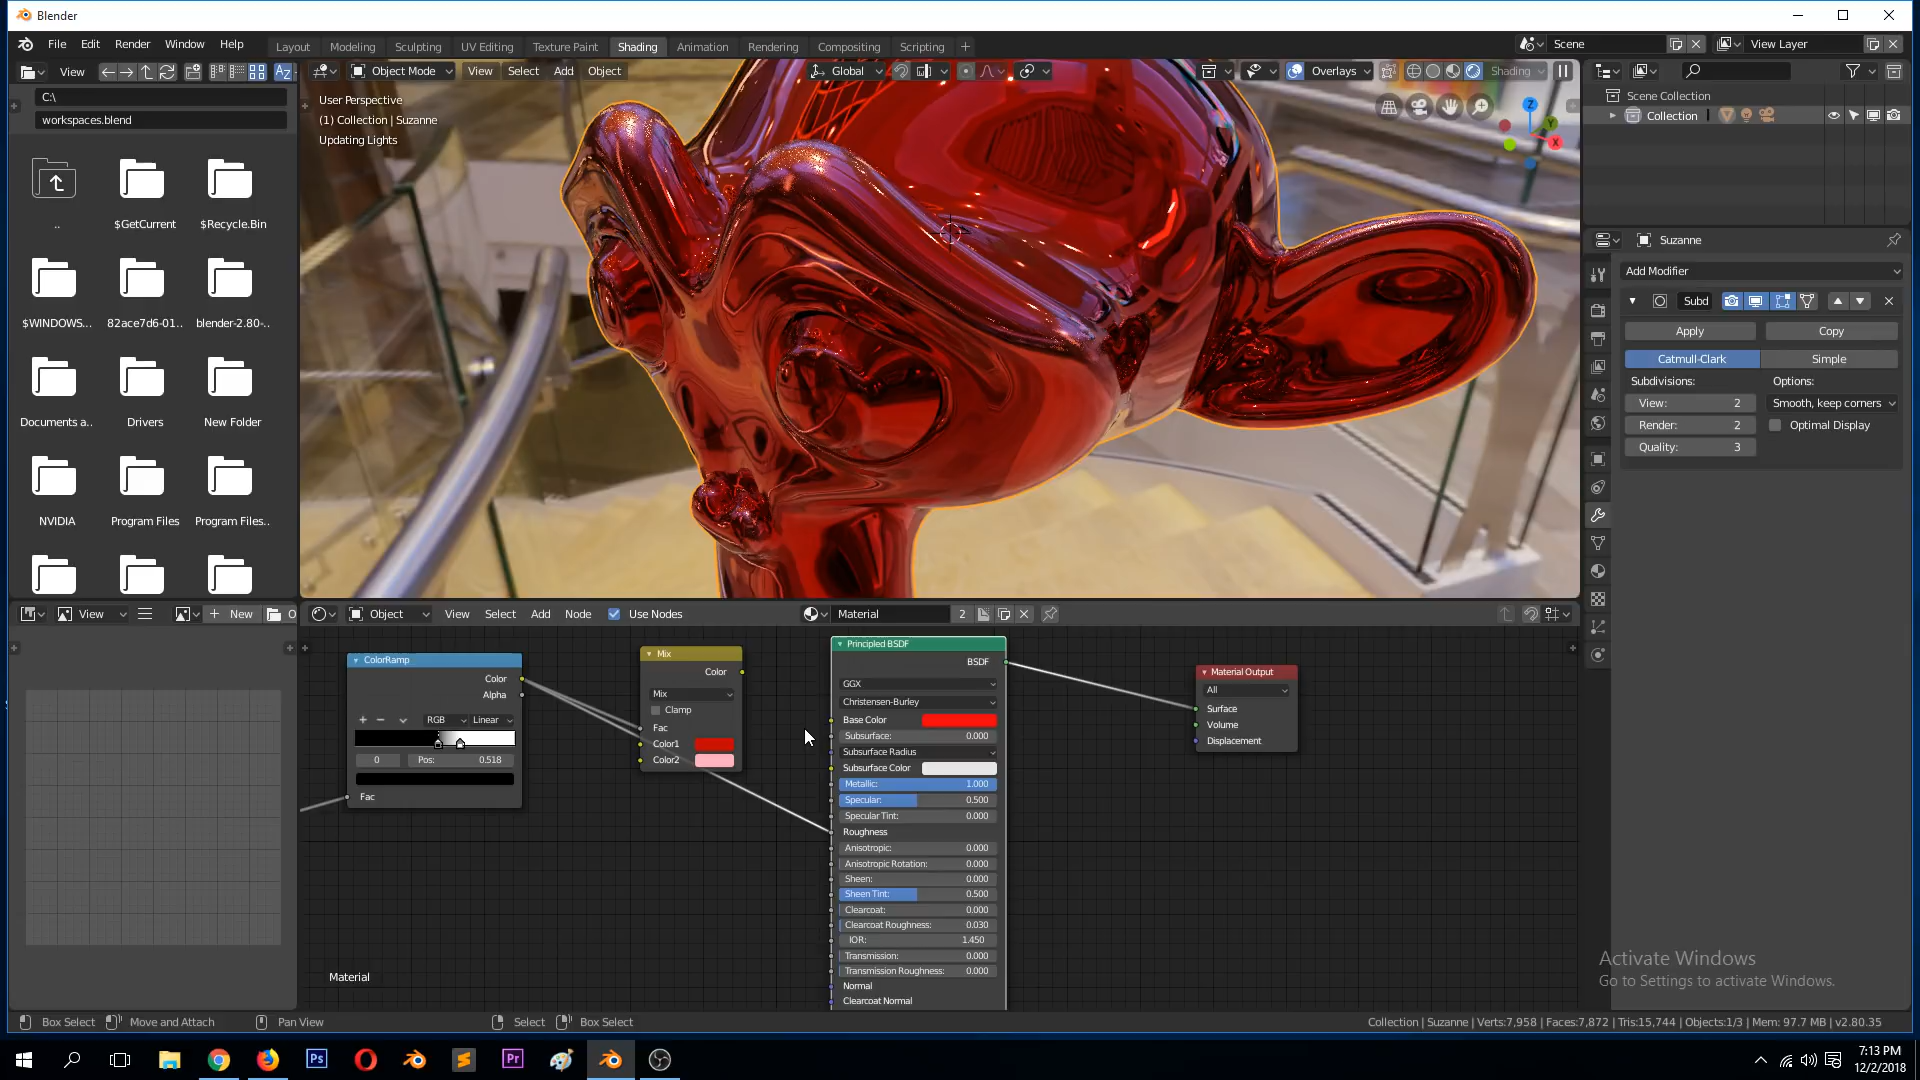 Blender
File Edit Render Window Help
Layout Modeling Sculpting UV Editing Texture Paint Shading Animation Rendering Compositing Scripting
Scene
View Layer
View
Object Mode View Select Add Object
Global
Overlays
Shading
C:\
workspaces.blend
User Perspective
(1) Collection | Suzanne
Updating Lights
..
$GetCurrent
$Recycle.Bin
$WINDOWS...
82ace7d6-01..
blender-2.80-..
Documents a..
Drivers
New Folder
NVIDIA
Program Files
Program Files..
Scene Collection
Collection
Suzanne
Add Modifier
Subd
Apply
Copy
Catmull-Clark
Simple
Subdivisions:
Options:
View: 2
Smooth, keep corners
Render: 2
Optimal Display
Quality: 3
View
New
O
Object
View Select Add Node
Use Nodes
Material
2
ColorRamp
Color
Alpha
RGB
Linear
0
Pos: 0.518
Fac
Mix
Color
Mix
Clamp
Fac
Color1
Color2
Principled BSDF
BSDF
GGX
Christensen-Burley
Base Color
Subsurface: 0.000
Subsurface Radius
Subsurface Color
Metallic: 1.000
Specular: 0.500
Specular Tint: 0.000
Roughness
Anisotropic: 0.000
Anisotropic Rotation: 0.000
Sheen: 0.000
Sheen Tint: 0.500
Clearcoat: 0.000
Clearcoat Roughness: 0.030
IOR: 1.450
Transmission: 0.000
Transmission Roughness: 0.000
Normal
Clearcoat Normal
Material Output
All
Surface
Volume
Displacement
Material
Activate Windows
Go to Settings to activate Windows.
Box Select
Move and Attach
Pan View
Select
Box Select
Collection | Suzanne | Verts:7,958 | Faces:7,872 | Tris:15,744 | Objects:1/3 | Mem: 97.7 MB | v2.80.35
Ps
Pr
7:13 PM
12/2/2018